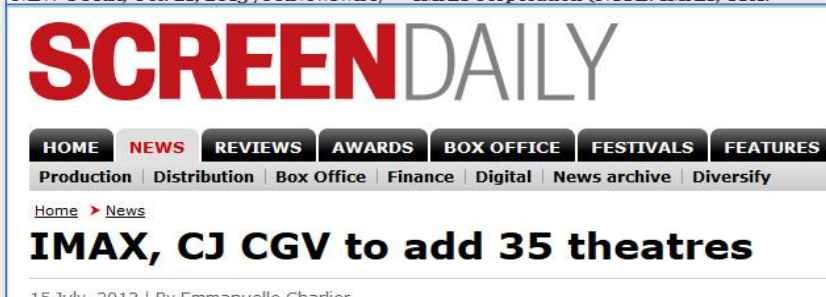 SCREENDAILY
HOME NEWS REVIEWS AWARDS BOX OFFICE FESTIVALS FEATURES
Production | Distribution | Box Office | Finance | Digital | News archive | Diversify
Home > News
IMAX, CJ CGV to add 35 theatres